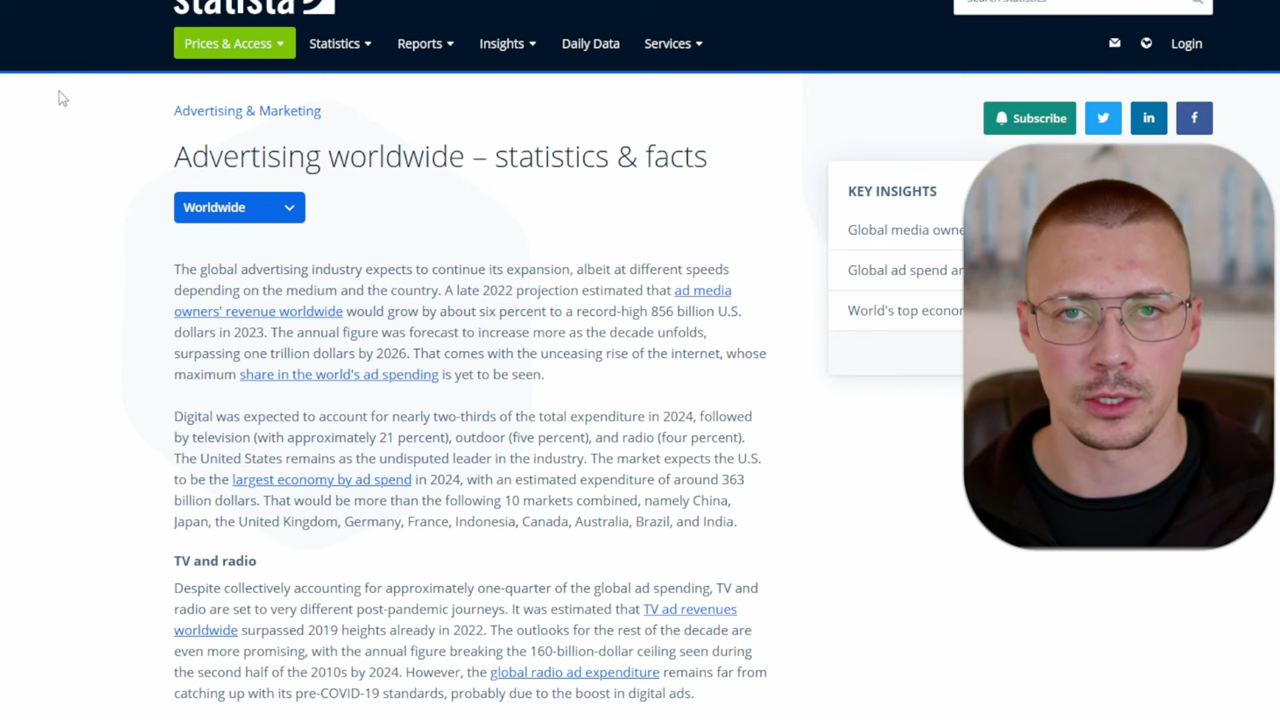 statista
Prices & Access
Statistics
Reports
Insights
Daily Data
Services
Login
Advertising & Marketing
Subscribe
Advertising worldwide – statistics & facts
Worldwide
KEY INSIGHTS
Global media owne
Global ad spend
World's top econo
The global advertising industry expects to continue its expansion, albeit at different speeds
depending on the medium and the country. A late 2022 projection estimated that ad media
owners' revenue worldwide would grow by about six percent to a record-high 856 billion U.S.
dollars in 2023. The annual figure was forecast to increase more as the decade unfolds,
surpassing one trillion dollars by 2026. That comes with the unceasing rise of the internet, whose
maximum share in the world's ad spending is yet to be seen.
Digital was expected to account for nearly two-thirds of the total expenditure in 2024, followed
by television (with approximately 21 percent), outdoor (five percent), and radio (four percent).
The United States remains as the undisputed leader in the industry. The market expects the U.S.
to be the largest economy by ad spend in 2024, with an estimated expenditure of around 363
billion dollars. That would be more than the following 10 markets combined, namely China,
Japan, the United Kingdom, Germany, France, Indonesia, Canada, Australia, Brazil, and India.
TV and radio
Despite collectively accounting for approximately one-quarter of the global ad spending, TV and
radio are set to very different post-pandemic journeys. It was estimated that TV ad revenues
worldwide surpassed 2019 heights already in 2022. The outlooks for the rest of the decade are
even more promising, with the annual figure breaking the 160-billion-dollar ceiling seen during
the second half of the 2010s by 2024. However, the global radio ad expenditure remains far from
catching up with its pre-COVID-19 standards, probably due to the boost in digital ads.